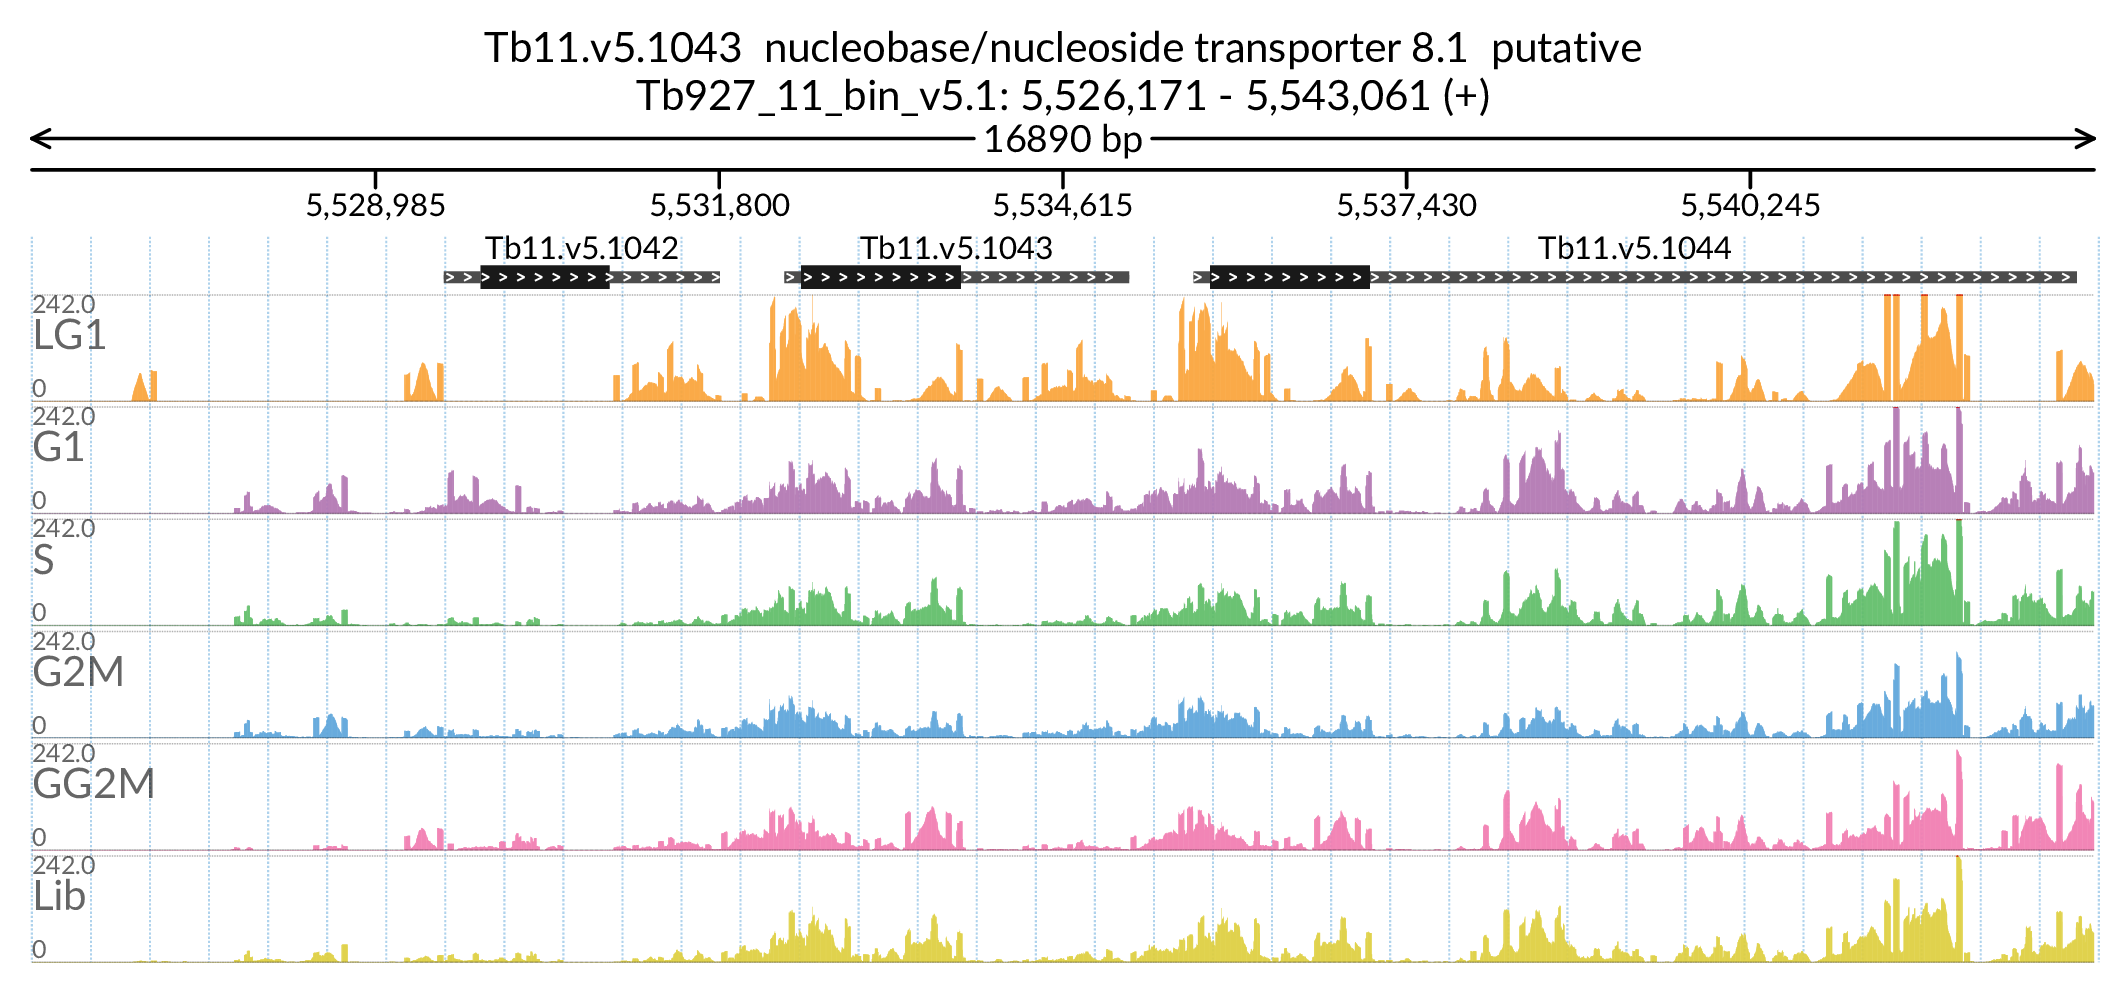 Tb11.v5.1043 nucleobase/nucleoside transporter 8.1 putative
Tb927_11_bin_v5.1: 5,526,171 - 5,543,061 (+)
16890 bp
5,528,985 5,531,800 5,534,615 5,537,430 5,540,245
Tb11.v5.1042 Tb11.v5.1043 Tb11.v5.1044
242.0
LG1
0
242.0
G1
0
242.0
S
0
242.0
G2M
0
242.0
GG2M
0
242.0
Lib
0